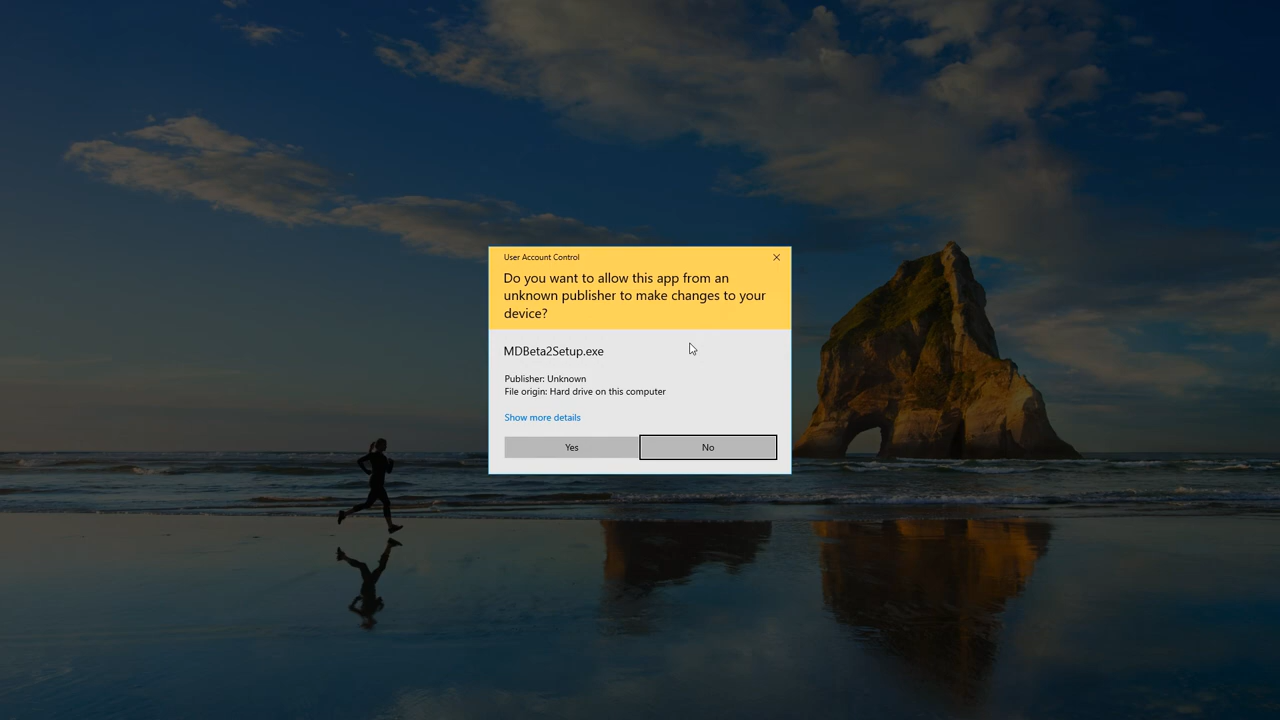 User Account Control
Do you want to allow this app from an
unknown publisher to make changes to your
device?
MDBeta2Setup.exe
Publisher: Unknown
File origin: Hard drive on this computer
Show more details
Yes
No